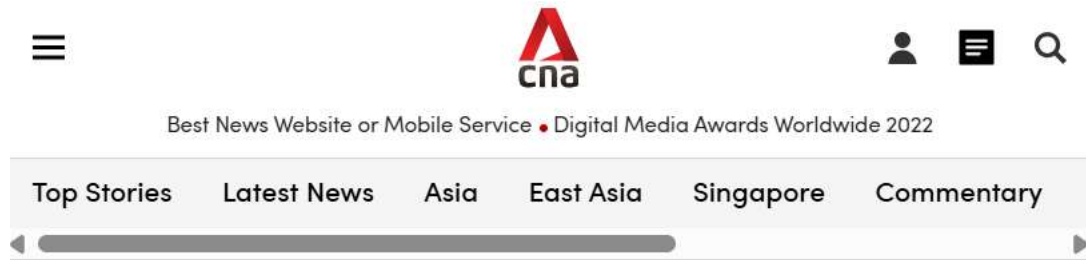 cna
Best News Website or Mobile Service • Digital Media Awards Worldwide 2022
Top Stories Latest News Asia East Asia Singapore Commentary